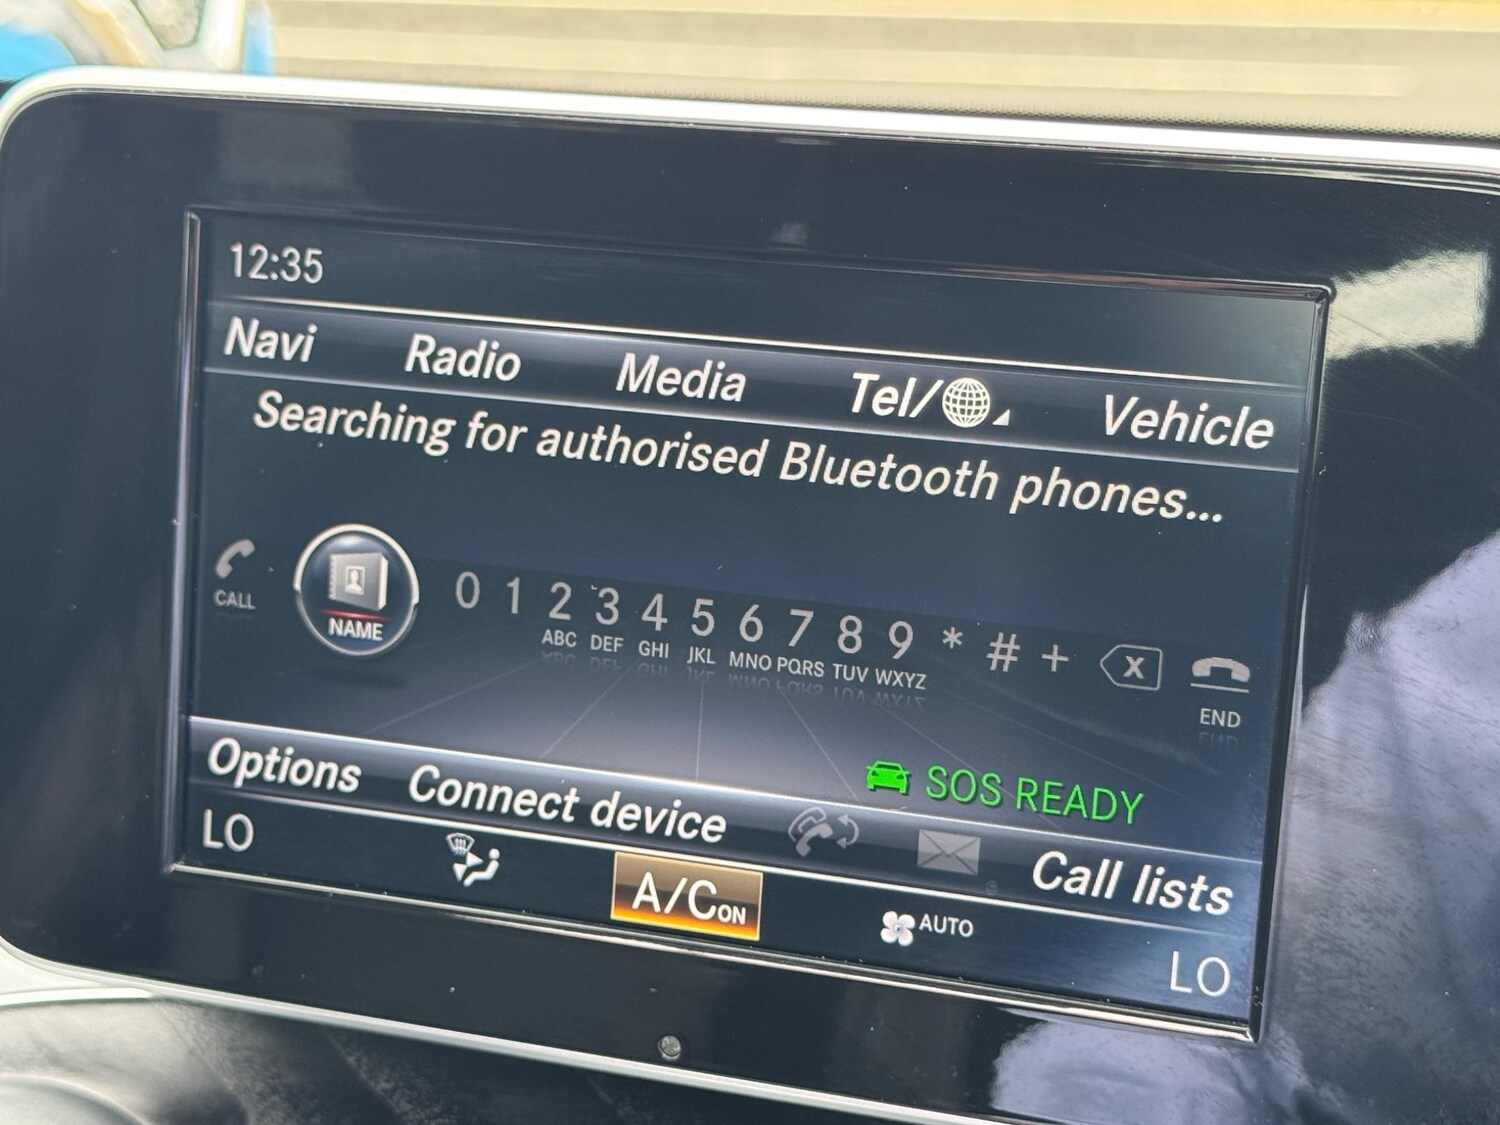 12:35
Navi Radio Media Tel/ Vehicle
Searching for authorised Bluetooth phones...
CALL NAME 0 1 2 3 4 5 6 7 8 9 * # + X END
ABC DEF GHI JKL MNO PQRS TUV WXYZ
SOS READY
Options Connect device Call lists
LO A/C ON AUTO LO